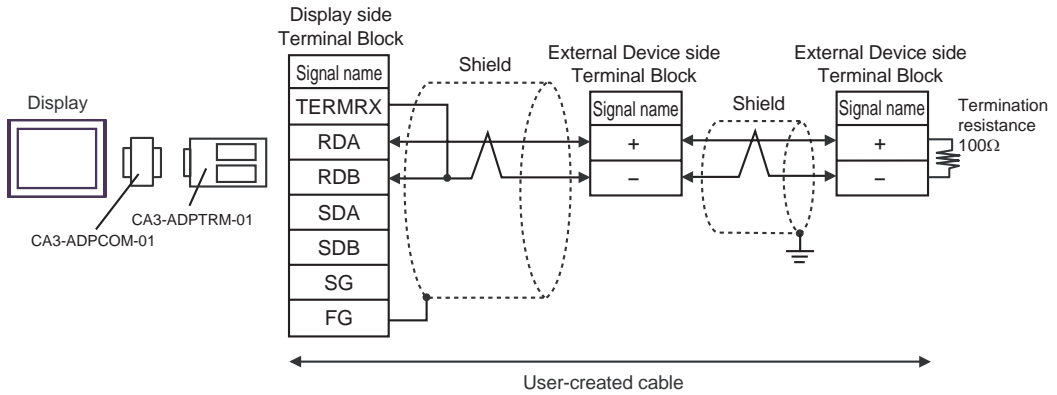 Display side
Terminal Block
External Device side
Terminal Block
External Device side
Terminal Block
Signal name
TERMRX
RDA
RDB
SDA
SDB
SG
FG
Shield
Signal name
+
−
Shield
Signal name
+
−
Termination
resistance
100Ω
Display
CA3-ADPTRM-01
CA3-ADPCOM-01
User-created cable